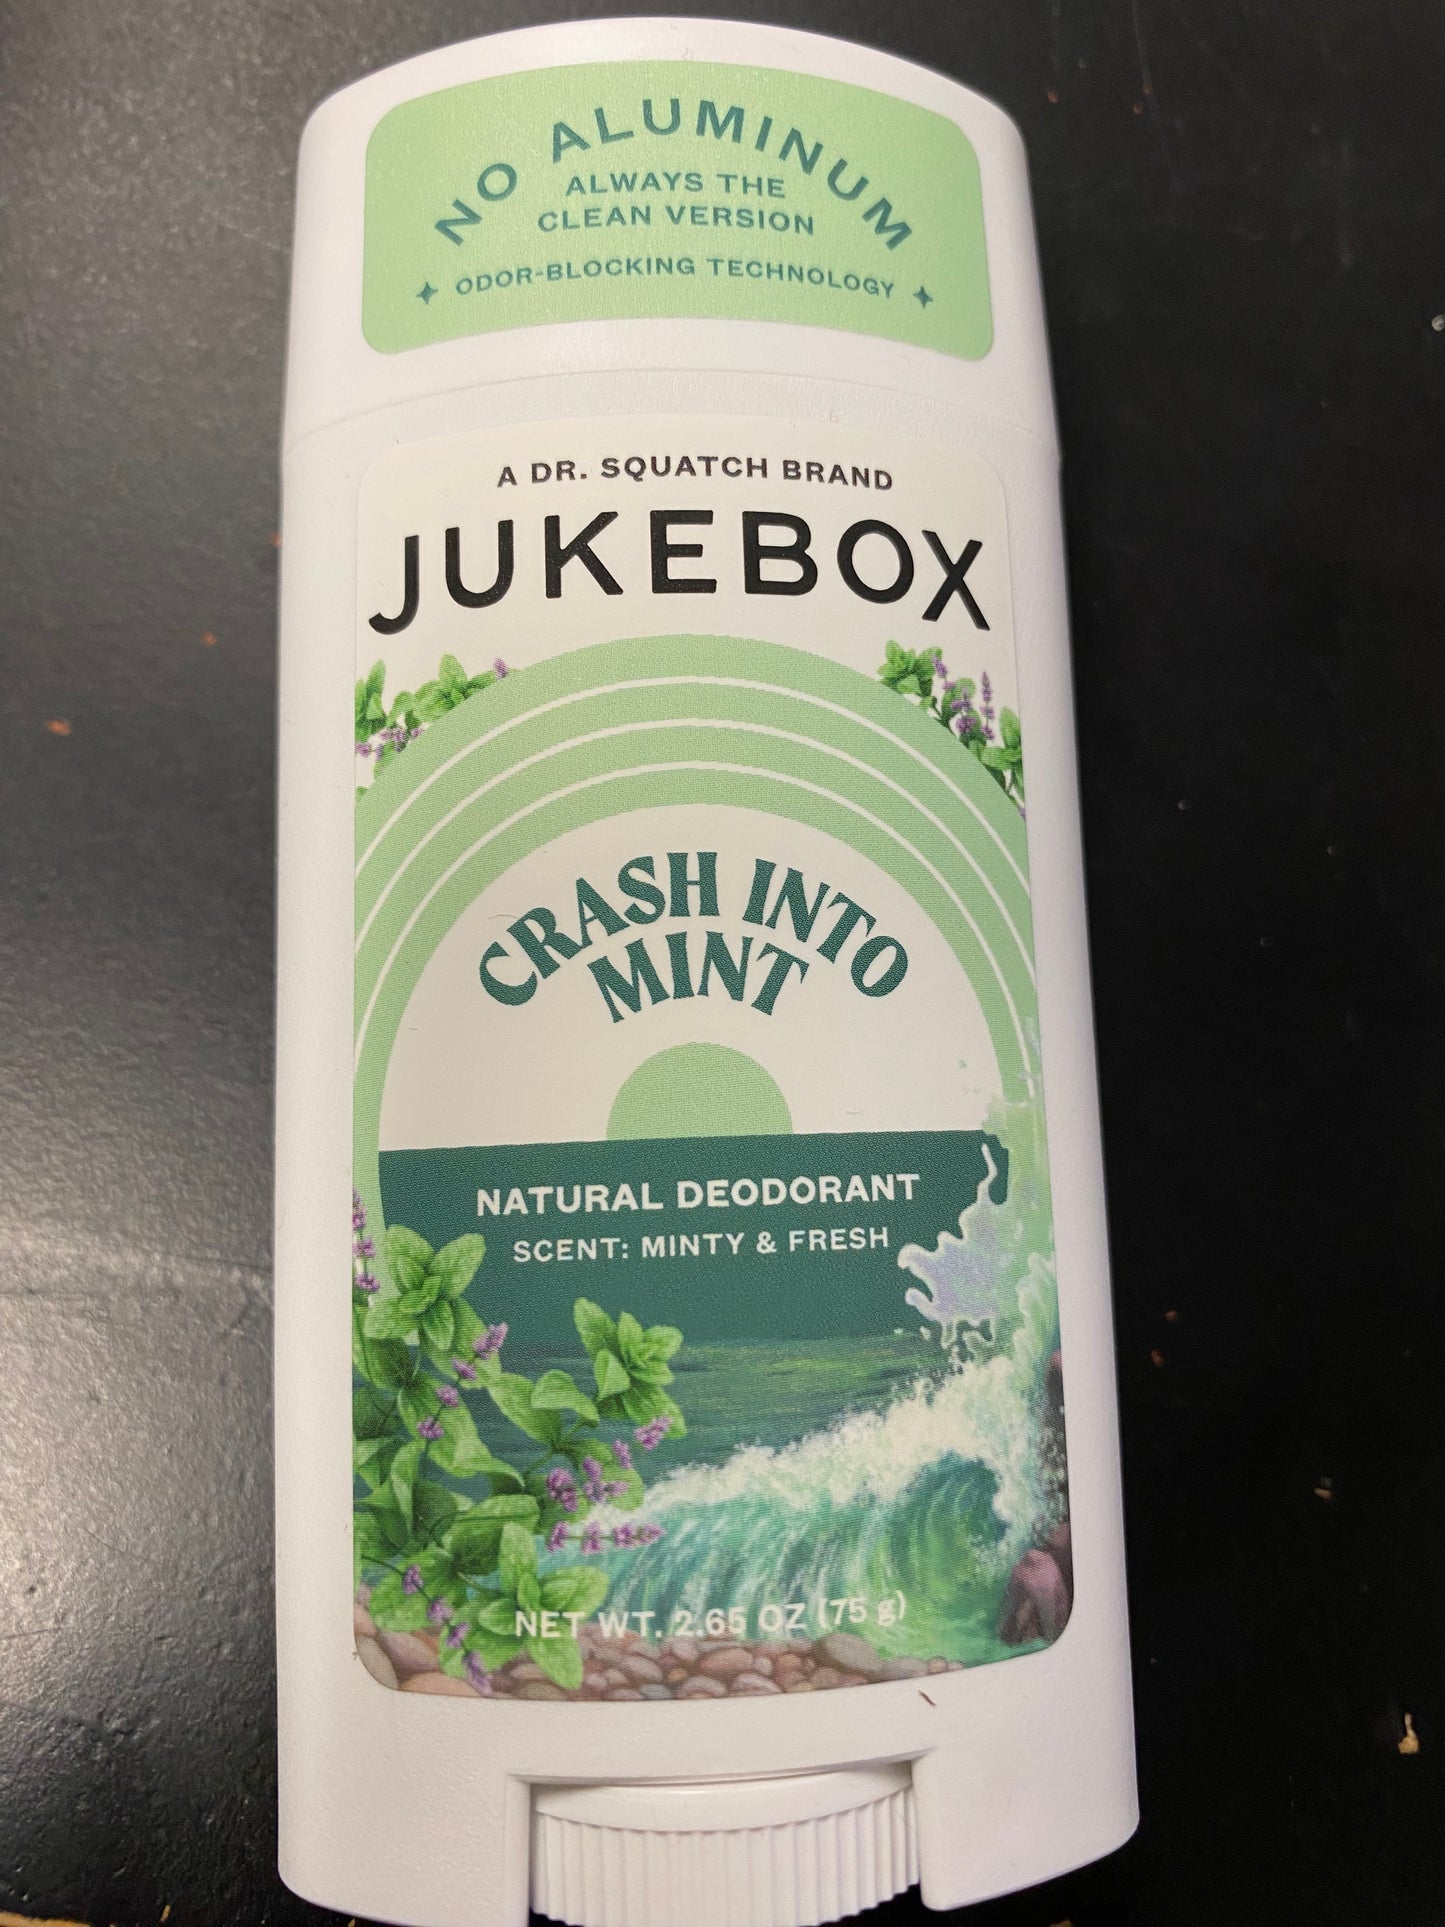 NO ALUMINUM
ALWAYS THE
CLEAN VERSION
ODOR-BLOCKING TECHNOLOGY
A DR. SQUATCH BRAND
JUKEBOX
CRASH INTO
MINT
NATURAL DEODORANT
SCENT: MINTY & FRESH
NET WT. 2.65 OZ (75 g)